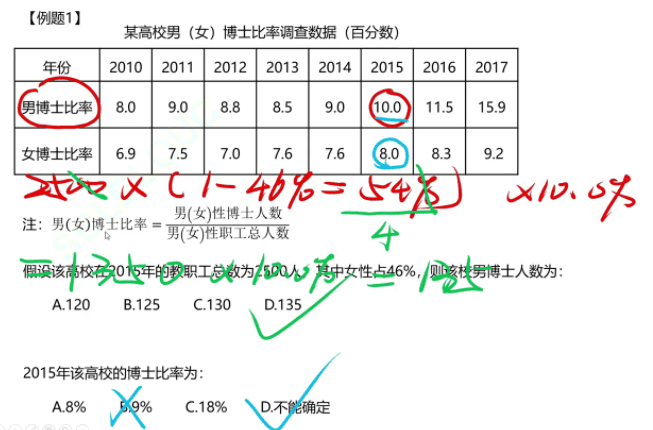 【例题1】
某高校男（女）博士比率调查数据（百分数）
年份 2010 2011 2012 2013 2014 2015 2016 2017
男博士比率 8.0 9.0 8.8 8.5 9.0 10.0 11.5 15.9
女博士比率 6.9 7.5 7.0 7.6 7.6 8.0 8.3 9.2
2500 × (1-46%=54%) ×10.0%
4
注：男(女)博士比率=男(女)性博士人数/男(女)性职工总人数
假设该高校在2015年的教职工总数为2500人，其中女性占46%，则该校男博士人数为：
=1350 ×10.0% = 135
A.120 B.125 C.130 D.135
2015年该高校的博士比率为：
A.8% B.9% C.18% D.不能确定